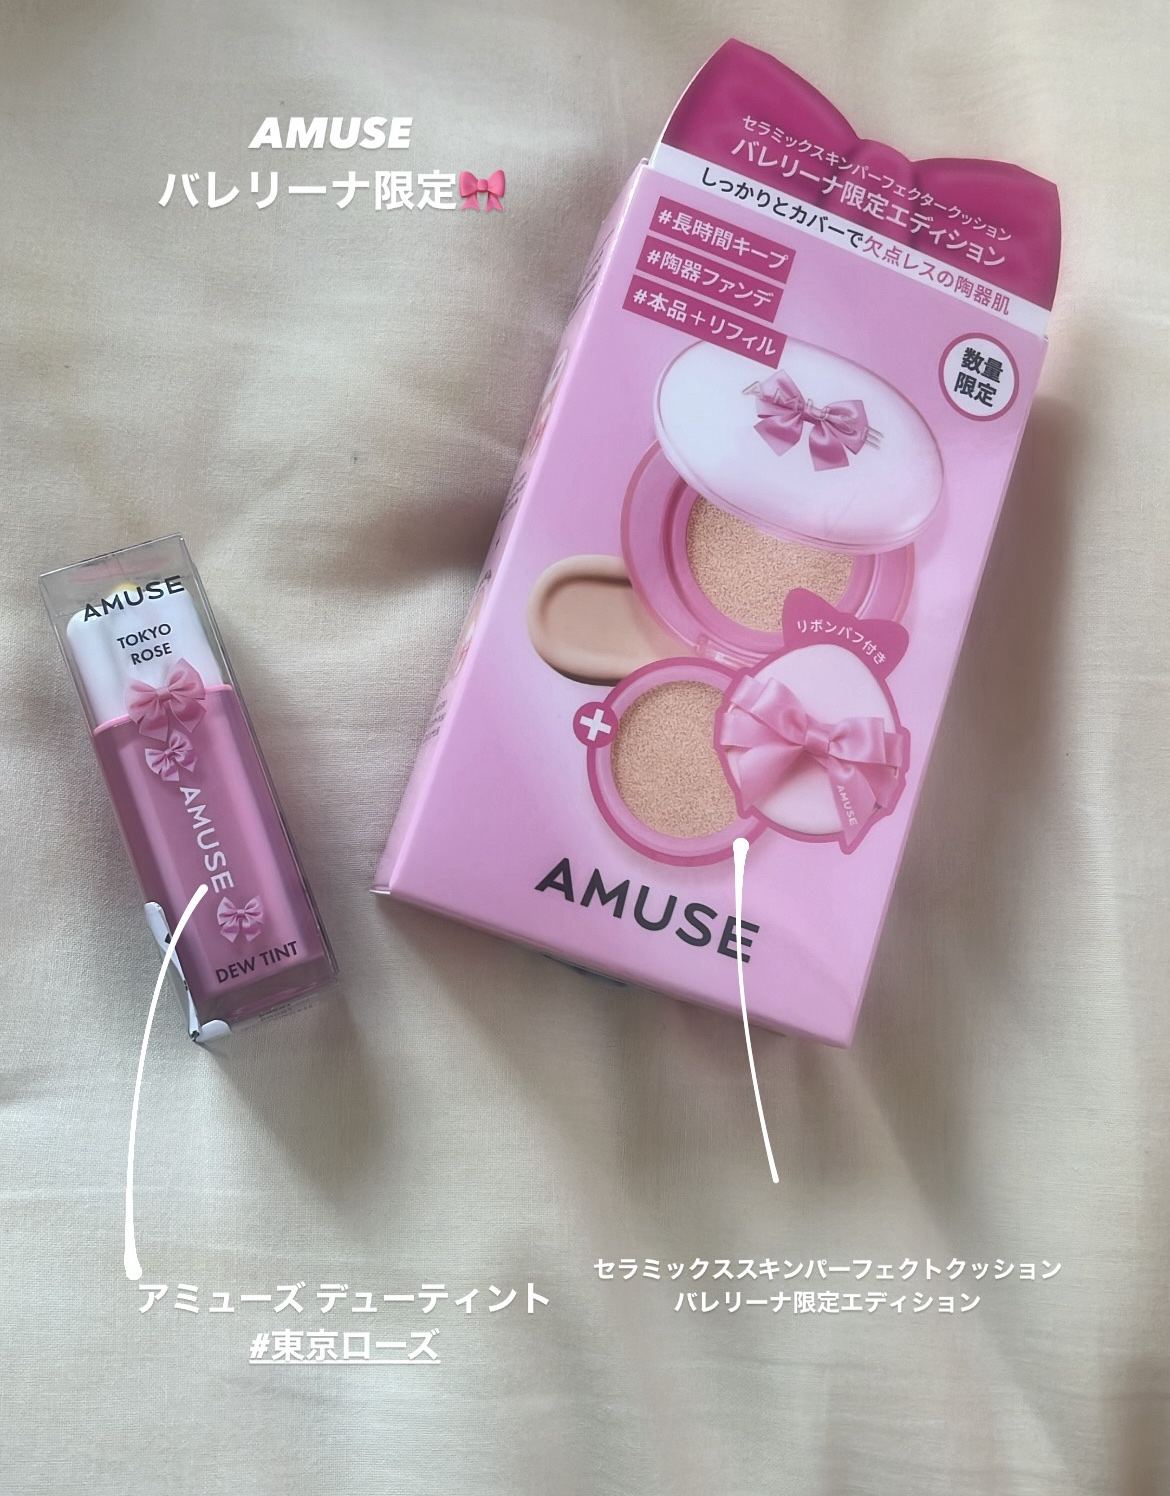 AMUSE
バレリーナ限定🎀
セラミックスキンパーフェクタークッション
バレリーナ限定エディション
しっかりとカバーで欠点レスの陶器肌
#長時間キープ
#陶器ファンデ
#本品+リフィル
数量
限定
AMUSE
リボンパフ付き
+
AMUSE
AMUSE
AMUSE
TOKYO
ROSE
AMUSE
DEW TINT
アミューズ デューティント
#東京ローズ
セラミックススキンパーフェクトクッション
バレリーナ限定エディション